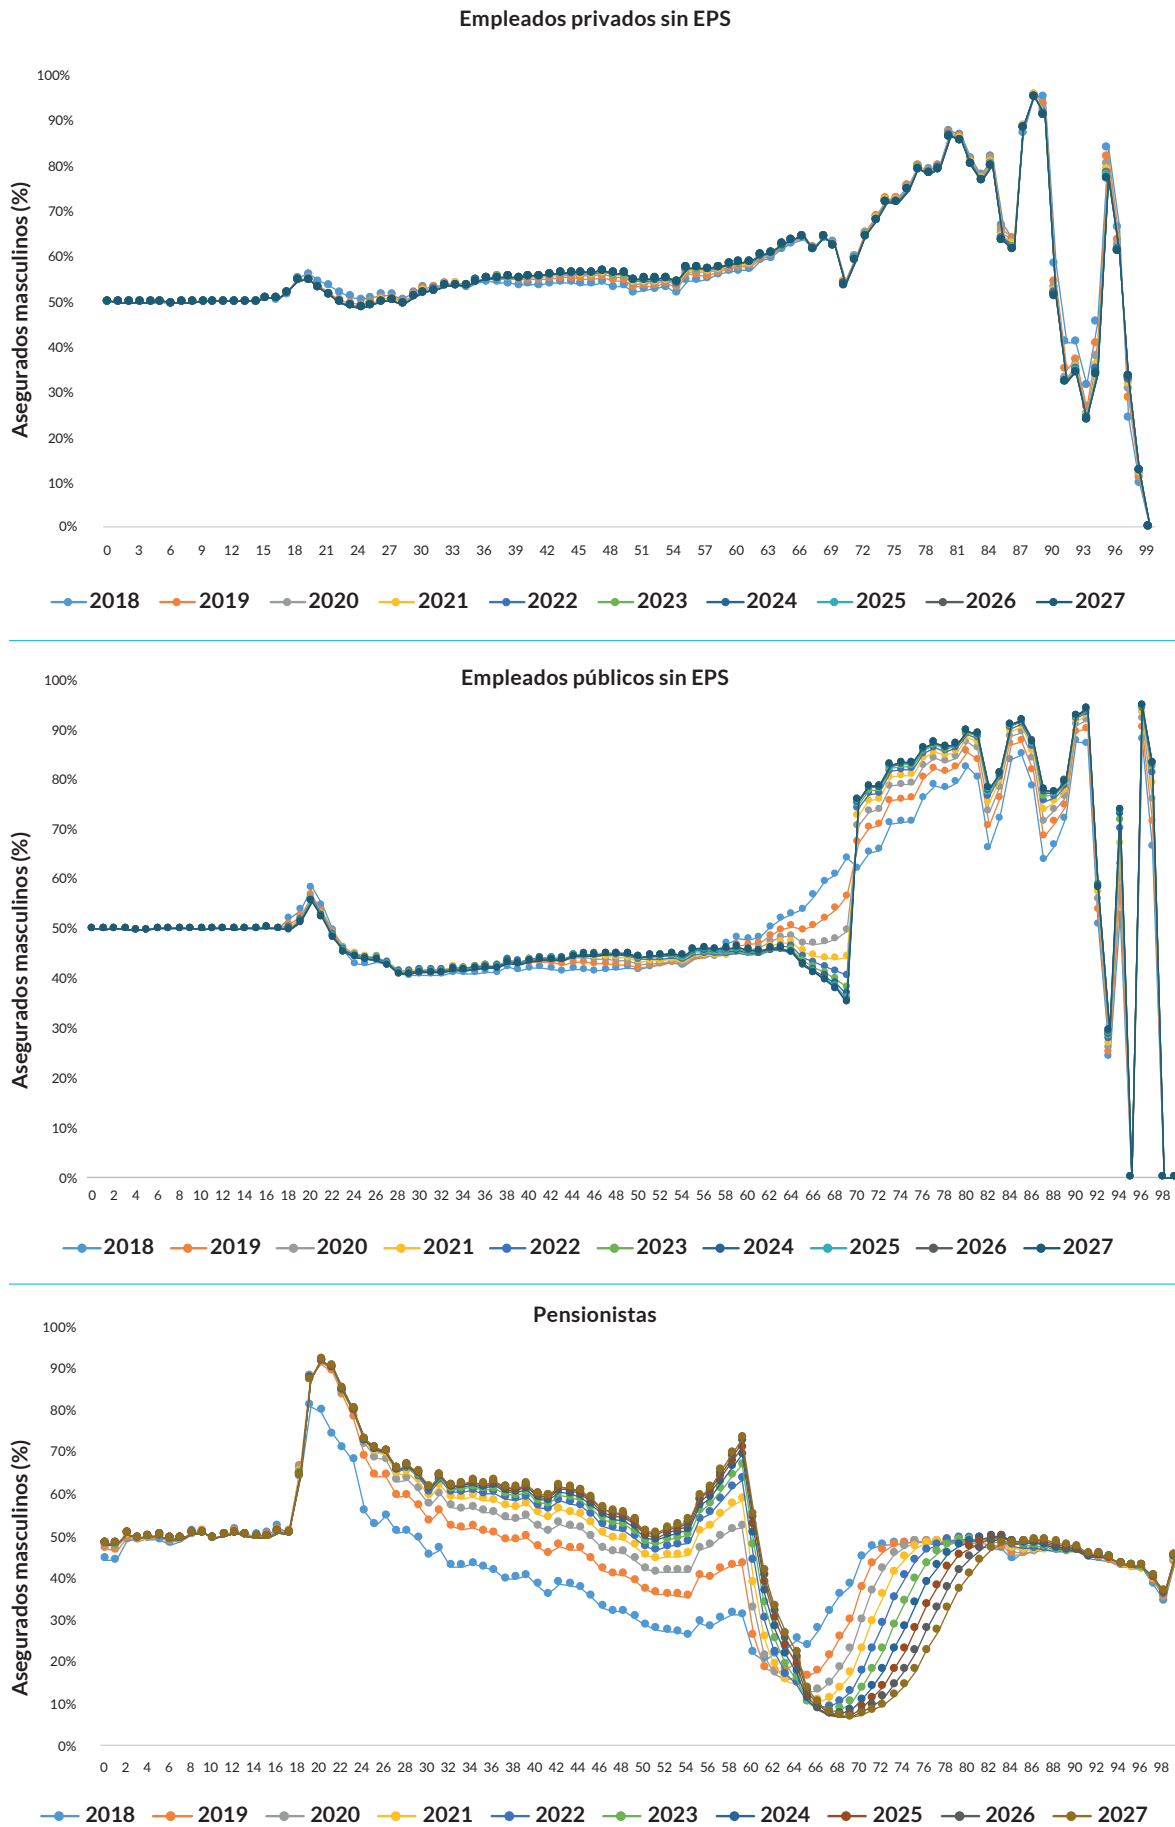 Empleados privados sin EPS
100%
90%
80%
70%
60%
50%
40%
30%
20%
10%
0%
Asegurados masculinos (%)
0 3 6 9 12 15 18 21 24 27 30 33 36 39 42 45 48 51 54 57 60 63 66 69 72 75 78 81 84 87 90 93 96 99
2018 2019 2020 2021 2022 2023 2024 2025 2026 2027
Empleados públicos sin EPS
100%
90%
80%
70%
60%
50%
40%
30%
20%
10%
0%
Asegurados masculinos (%)
0 2 4 6 8 10 12 14 16 18 20 22 24 26 28 30 32 34 36 38 40 42 44 46 48 50 52 54 56 58 60 62 64 66 68 70 72 74 76 78 80 82 84 86 88 90 92 94 96 98
2018 2019 2020 2021 2022 2023 2024 2025 2026 2027
Pensionistas
100%
90%
80%
70%
60%
50%
40%
30%
20%
10%
0%
Asegurados masculinos (%)
0 2 4 6 8 10 12 14 16 18 20 22 24 26 28 30 32 34 36 38 40 42 44 46 48 50 52 54 56 58 60 62 64 66 68 70 72 74 76 78 80 82 84 86 88 90 92 94 96 98
2018 2019 2020 2021 2022 2023 2024 2025 2026 2027